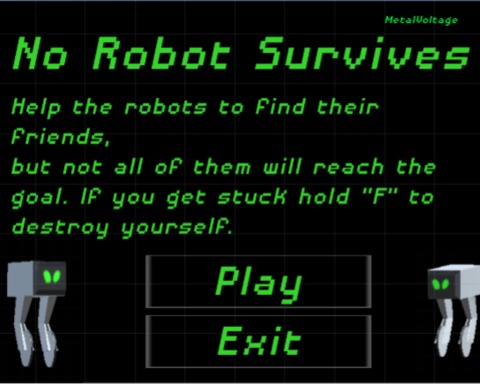 MetalVoltage
No Robot Survives
Help the robots to find their
friends,
but not all of them will reach the
goal. If you get stuck hold "F" to
destroy yourself.
Play
Exit